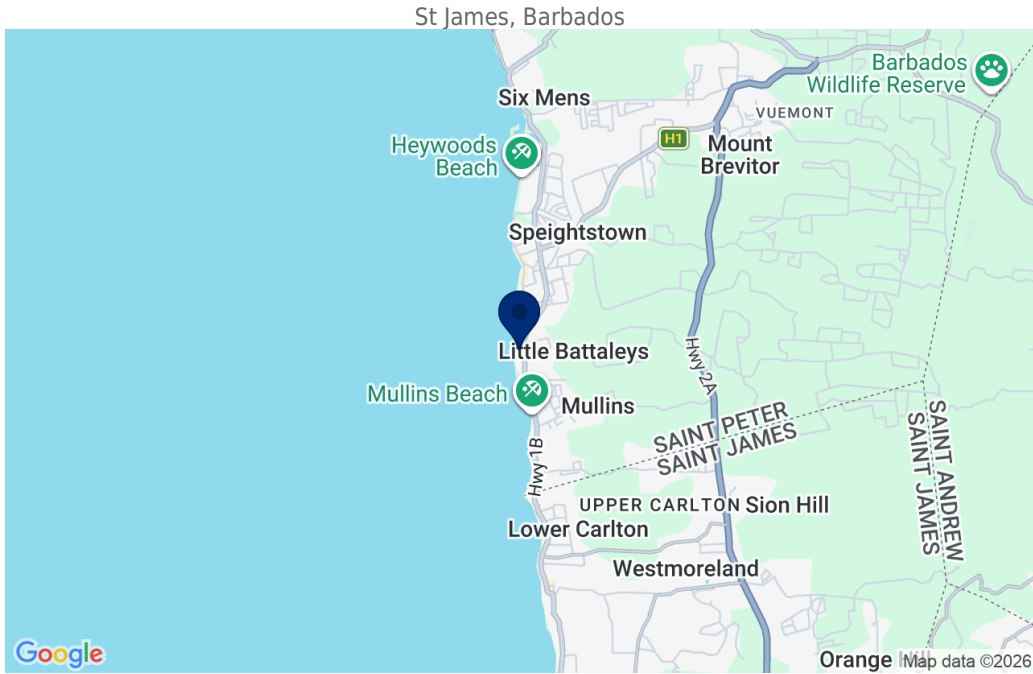 St James, Barbados
Barbados
Wildlife Reserve
Six Mens
VUEMONT
H1
Heywoods
Beach
Mount
Brevitor
Speightstown
Little Battaleys
Hwy 2A
Mullins Beach
Mullins
SAINT PETER
SAINT JAMES
SAINT ANDREW
SAINT JAMES
Hwy 1B
UPPER CARLTON
Sion Hill
Lower Carlton
Westmoreland
Google
Orange
Map data ©2026